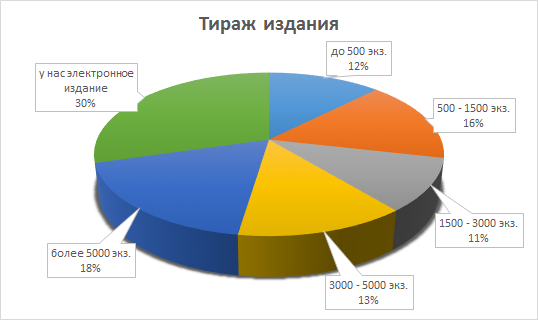 Тираж издания
до 500 экз.
12%
500 - 1500 экз.
16%
1500 - 3000 экз.
11%
3000 - 5000 экз.
13%
более 5000 экз.
18%
у нас электронное
издание
30%